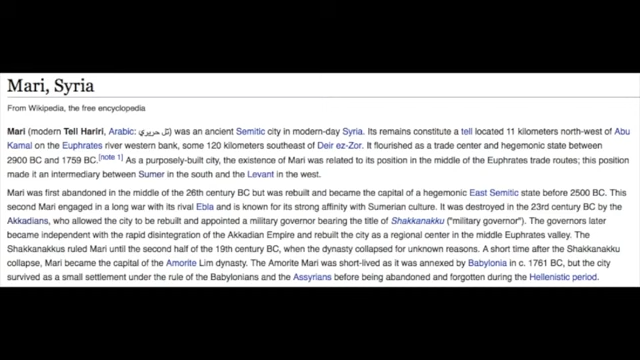 Mari, Syria
From Wikipedia, the free encyclopedia
Mari (modern Tell Hariri, Arabic: تل حريري) was an ancient Semitic city in modern-day Syria. Its remains constitute a tell located 11 kilometers north-west of Abu
Kamal on the Euphrates river western bank, some 120 kilometers southeast of Deir ez-Zor. It flourished as a trade center and hegemonic state between
2900 BC and 1759 BC.[note 1] As a purposely-built city, the existence of Mari was related to its position in the middle of the Euphrates trade routes; this position
made it an intermediary between Sumer in the south and the Levant in the west.
Mari was first abandoned in the middle of the 26th century BC but was rebuilt and became the capital of a hegemonic East Semitic state before 2500 BC. This
second Mari engaged in a long war with its rival Ebla and is known for its strong affinity with Sumerian culture. It was destroyed in the 23rd century BC by the
Akkadians, who allowed the city to be rebuilt and appointed a military governor bearing the title of Shakkanakku ("military governor"). The governors later
became independent with the rapid disintegration of the Akkadian Empire and rebuilt the city as a regional center in the middle Euphrates valley. The
Shakkanakkus ruled Mari until the second half of the 19th century BC, when the dynasty collapsed for unknown reasons. A short time after the Shakkanakku
collapse, Mari became the capital of the Amorite Lim dynasty. The Amorite Mari was short-lived as it was annexed by Babylonia in c. 1761 BC, but the city
survived as a small settlement under the rule of the Babylonians and the Assyrians before being abandoned and forgotten during the Hellenistic period.